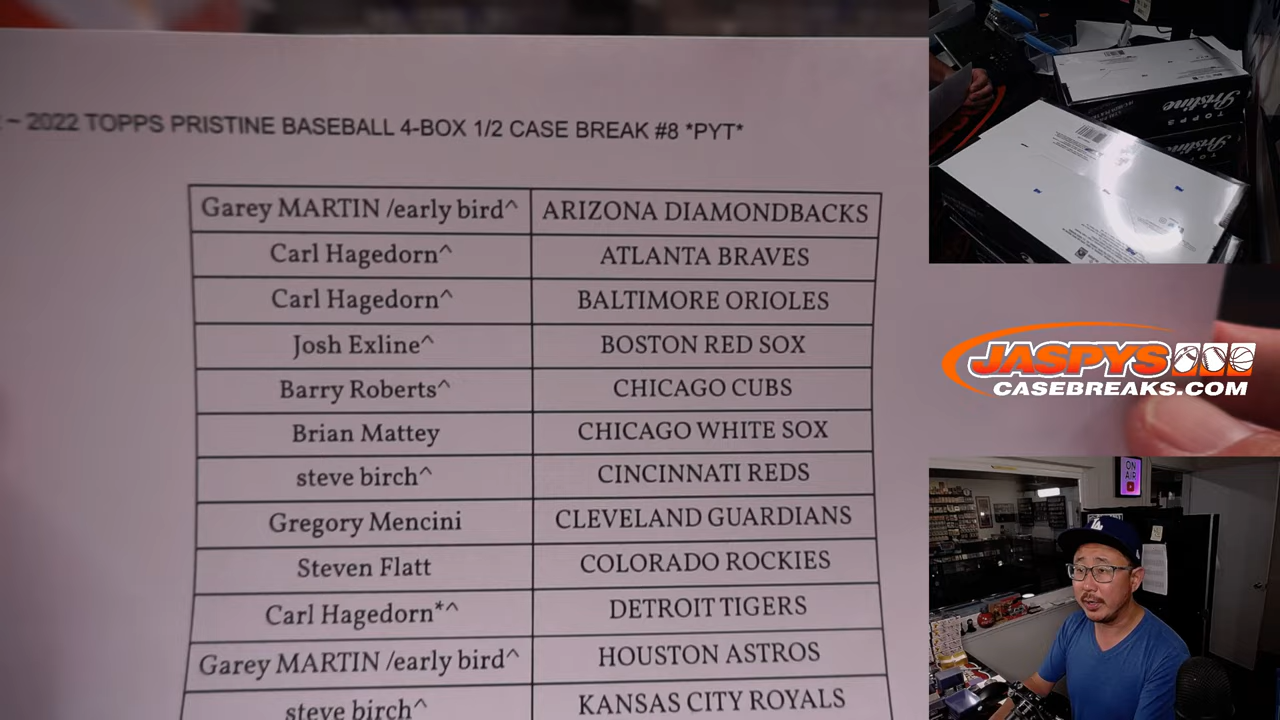 ~ 2022 TOPPS PRISTINE BASEBALL 4-BOX 1/2 CASE BREAK #8 *PYT*
Garey MARTIN /early bird^ ARIZONA DIAMONDBACKS
Carl Hagedorn^ ATLANTA BRAVES
Carl Hagedorn^ BALTIMORE ORIOLES
Josh Exline^ BOSTON RED SOX
Barry Roberts^ CHICAGO CUBS
Brian Mattey CHICAGO WHITE SOX
steve birch^ CINCINNATI REDS
Gregory Mencini CLEVELAND GUARDIANS
Steven Flatt COLORADO ROCKIES
Carl Hagedorn*^ DETROIT TIGERS
Garey MARTIN /early bird^ HOUSTON ASTROS
steve birch^ KANSAS CITY ROYALS
Pristine
TOPPS
Pristine
TOPPS
JASPYS
CASEBREAKS.COM
ON
AIR
LA